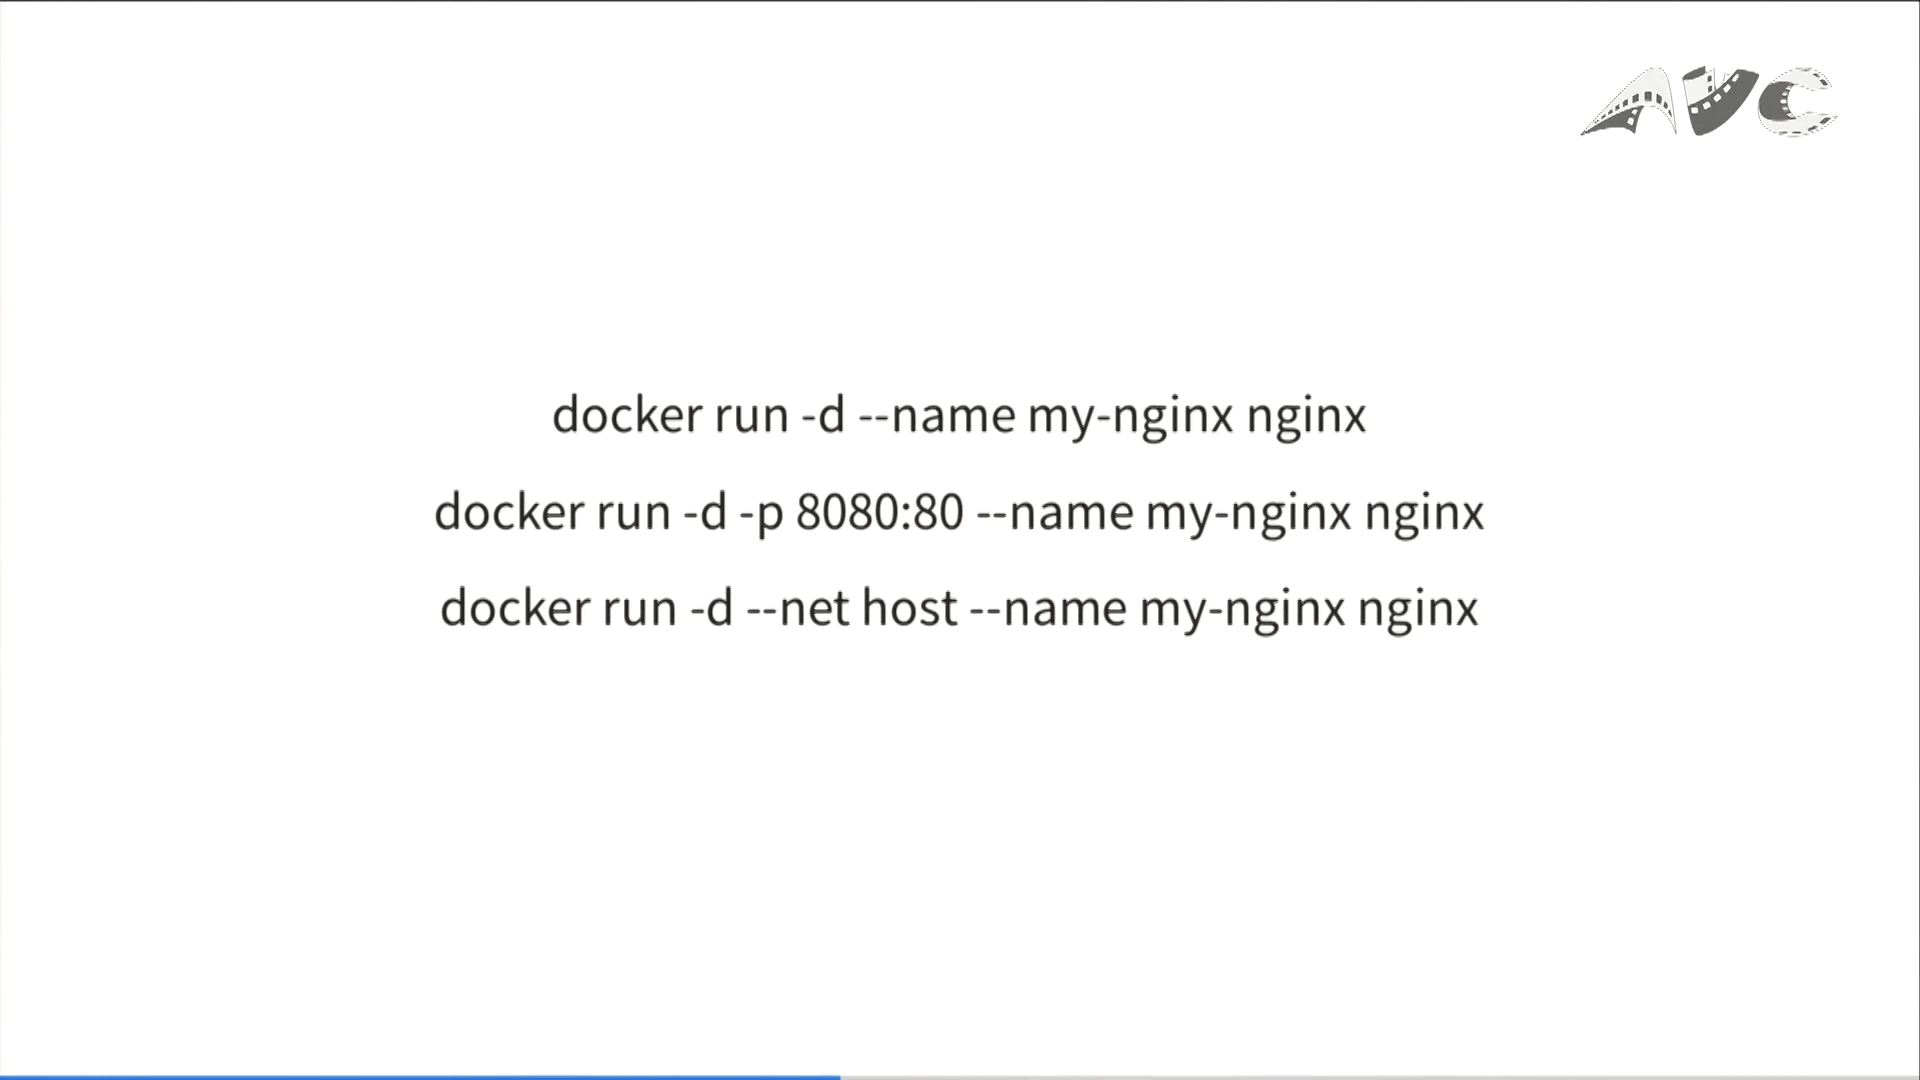 AVC
docker run -d --name my-nginx nginx
docker run -d -p 8080:80 --name my-nginx nginx
docker run -d --net host --name my-nginx nginx